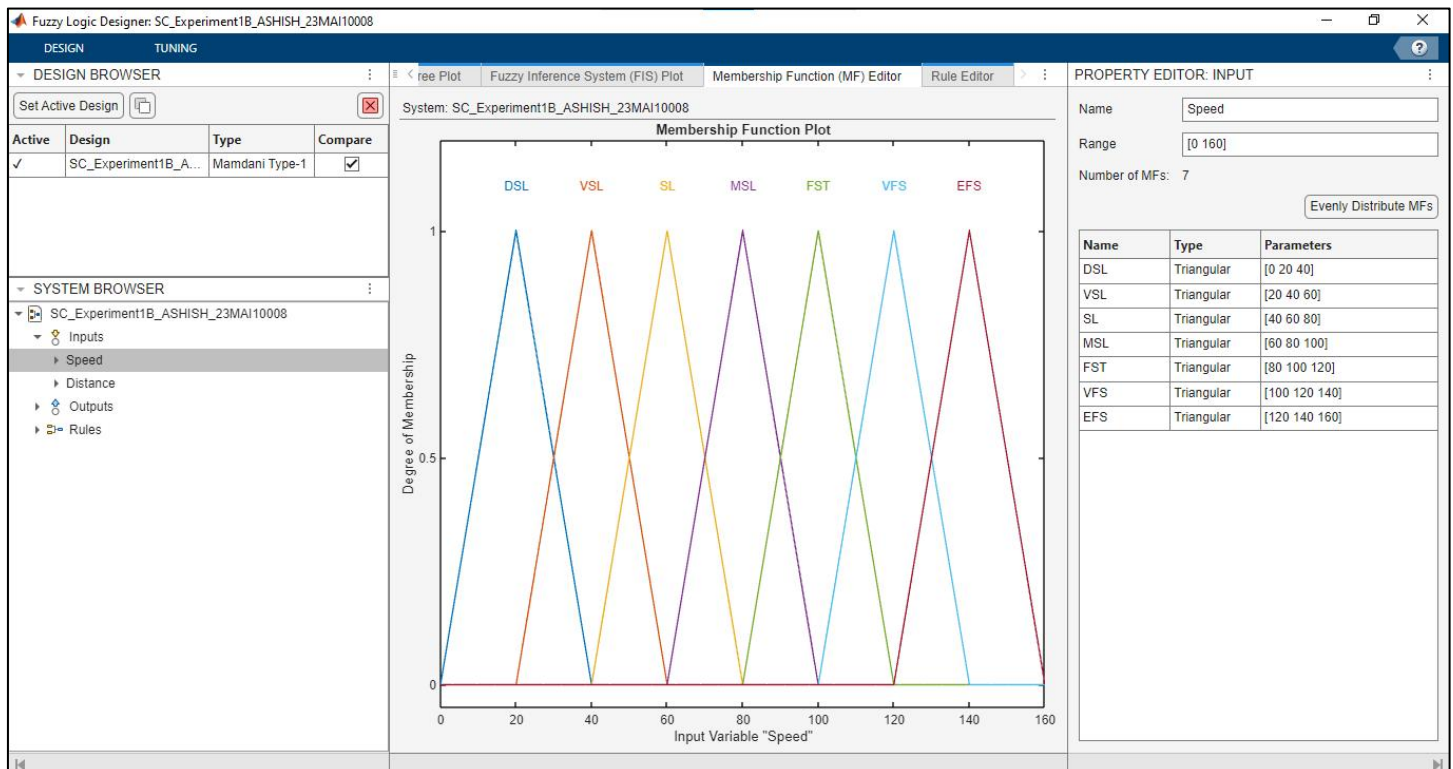 Fuzzy Logic Designer: SC_Experiment1B_ASHISH_23MAI10008
DESIGN TUNING
?
DESIGN BROWSER
Set Active Design
Active Design Type Compare
✓ SC_Experiment1B_A... Mamdani Type-1
SYSTEM BROWSER
SC_Experiment1B_ASHISH_23MAI10008
Inputs
Speed
Distance
Outputs
Rules
ree Plot Fuzzy Inference System (FIS) Plot Membership Function (MF) Editor Rule Editor
System: SC_Experiment1B_ASHISH_23MAI10008
Membership Function Plot
DSL VSL SL MSL FST VFS EFS
1
Degree of Membership
0.5
0
0 20 40 60 80 100 120 140 160
Input Variable "Speed"
PROPERTY EDITOR: INPUT
Name Speed
Range [0 160]
Number of MFs: 7
Evenly Distribute MFs
Name Type Parameters
DSL Triangular [0 20 40]
VSL Triangular [20 40 60]
SL Triangular [40 60 80]
MSL Triangular [60 80 100]
FST Triangular [80 100 120]
VFS Triangular [100 120 140]
EFS Triangular [120 140 160]